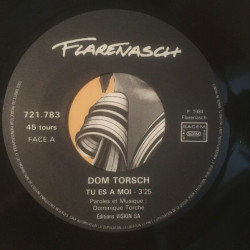 FLARENASCH
721.783
45 tours
FACE A
℗ 1984
Flarenasch
SACEM
DOM TORSCH
TU ES A MOI - 3'25
Paroles et Musique :
Dominique Torche
Editions VISION SA